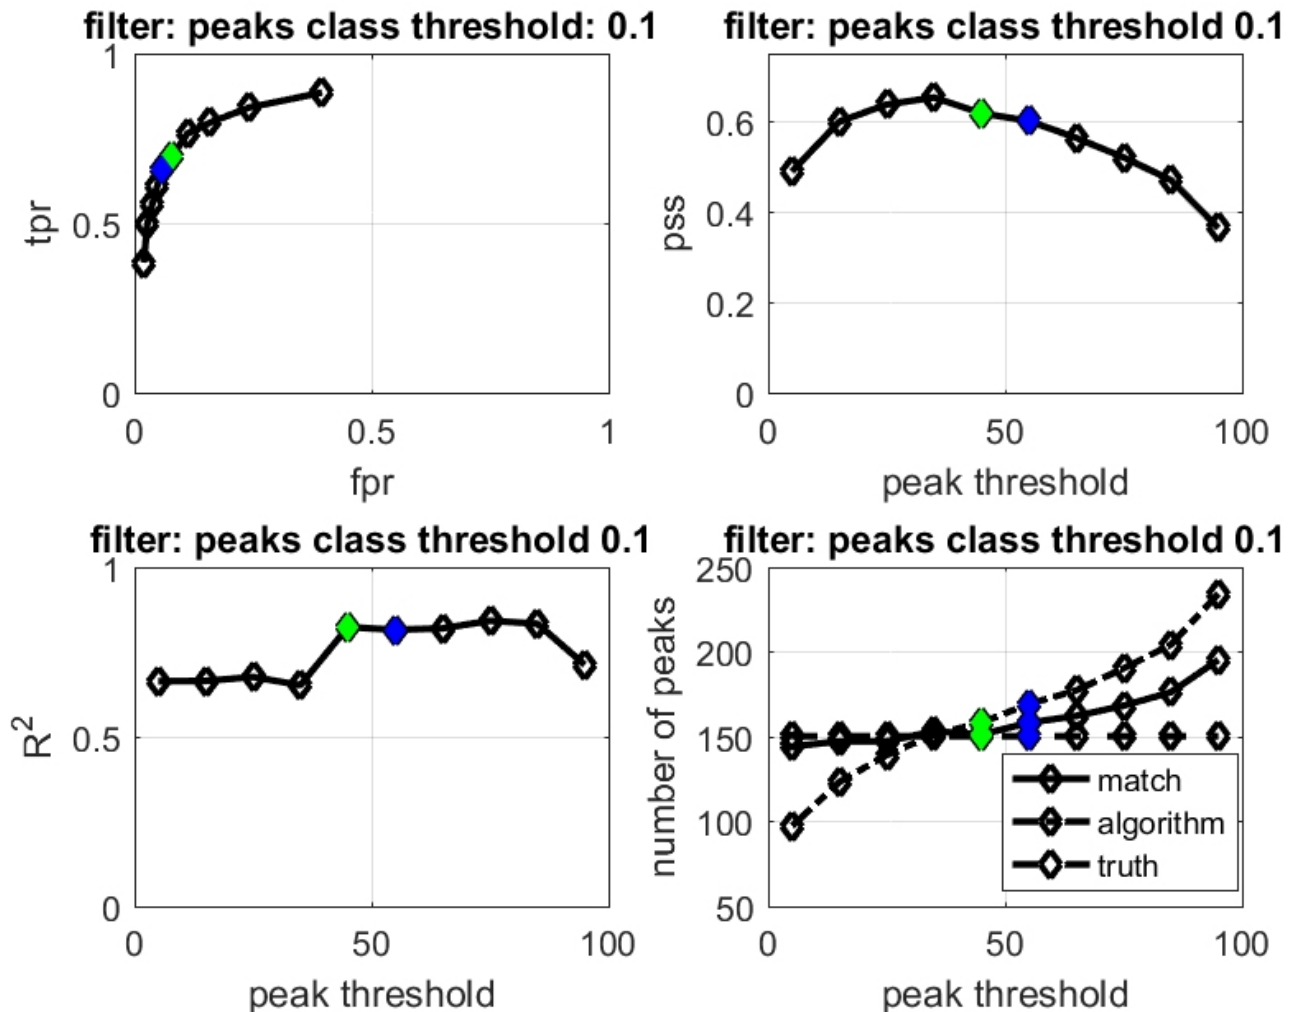 filter: peaks class threshold: 0.1
1
0.5
0
tpr
0 0.5 1
fpr
filter: peaks class threshold 0.1
0.6
0.4
0.2
0
pss
0 50 100
peak threshold
filter: peaks class threshold 0.1
1
0.5
0
R²
0 50 100
peak threshold
filter: peaks class threshold 0.1
250
200
150
100
50
number of peaks
match
algorithm
truth
0 50 100
peak threshold